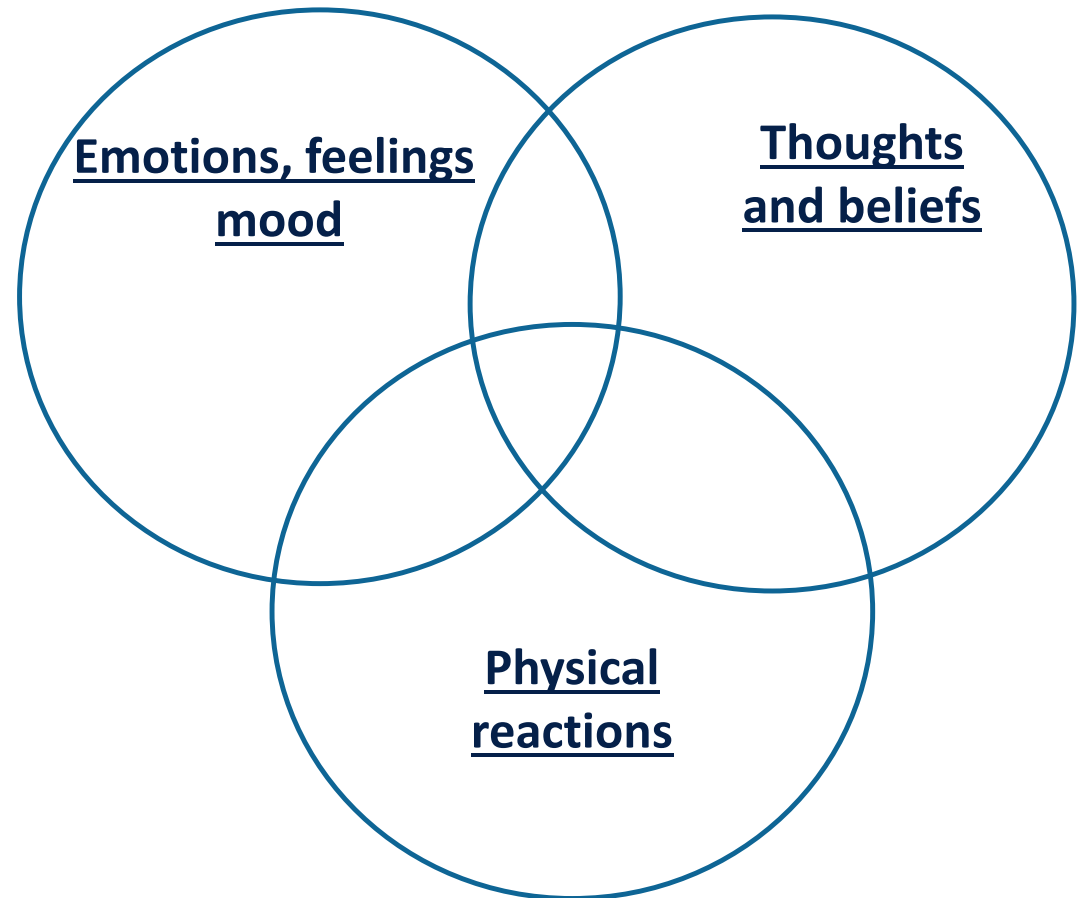 Emotions, feelings
mood
Thoughts
and beliefs
Physical
reactions